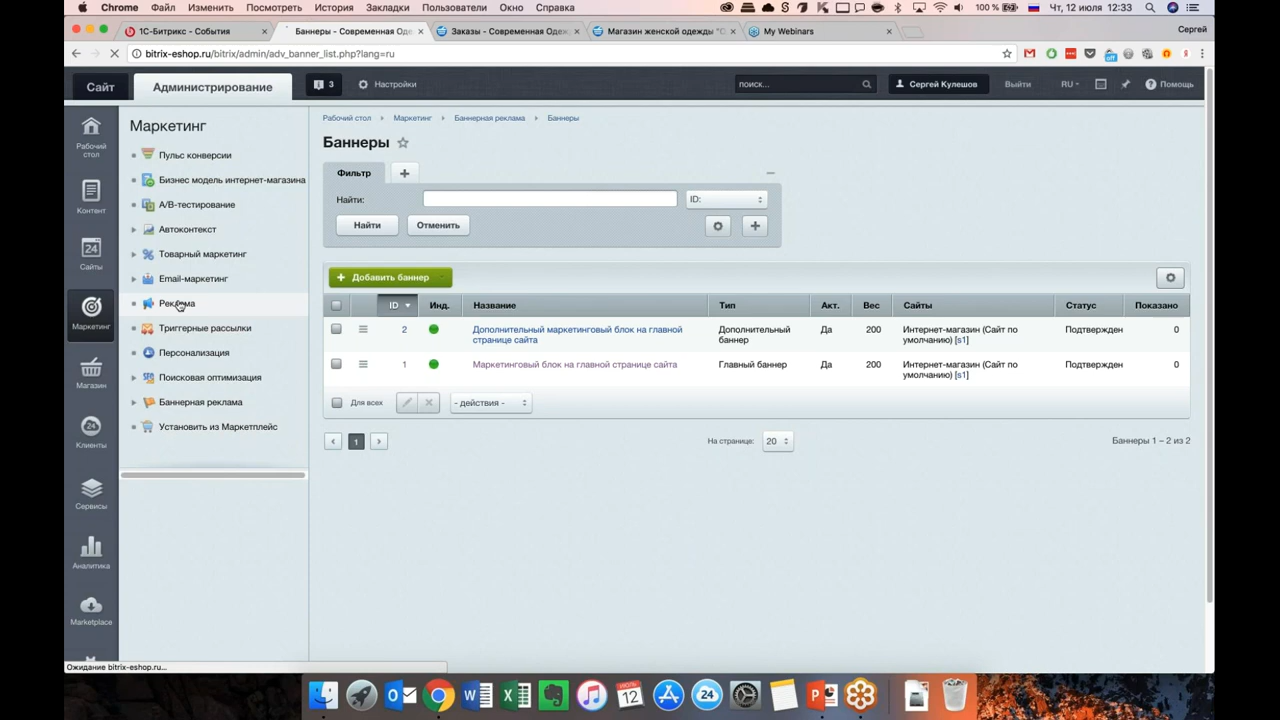 Chrome Файл Изменить Посмотреть История Закладки Пользователи Окно Справка 100 % Чт, 12 июля 12:33
1С-Битрикс - События Баннеры - Современная Оде Заказы - Современная Одеж Магазин женской одежды "О My Webinars Сергей
bitrix-eshop.ru/bitrix/admin/adv_banner_list.php?lang=ru
Сайт Администрирование 3 Настройки поиск... Сергей Кулешов Выйти RU Помощь
Рабочий стол
Контент
24
Сайты
Маркетинг
Магазин
24
Клиенты
Сервисы
Аналитика
Marketplace
Маркетинг
Пульс конверсии
Бизнес модель интернет-магазина
A/B-тестирование
Автоконтекст
Товарный маркетинг
Email-маркетинг
Реклама
Триггерные рассылки
Персонализация
Поисковая оптимизация
Баннерная реклама
Установить из Маркетплейс
Рабочий стол Маркетинг Баннерная реклама Баннеры
Баннеры
Фильтр
Найти: ID:
Найти Отменить
Добавить баннер
ID Инд. Название Тип Акт. Вес Сайты Статус Показано
2 Дополнительный маркетинговый блок на главной Дополнительный Да 200 Интернет-магазин (Сайт по Подтвержден 0
странице сайта баннер умолчанию) [s1]
1 Маркетинговый блок на главной странице сайта Главный баннер Да 200 Интернет-магазин (Сайт по Подтвержден 0
умолчанию) [s1]
Для всех - действия -
1 На странице: 20 Баннеры 1 – 2 из 2
Ожидание bitrix-eshop.ru...